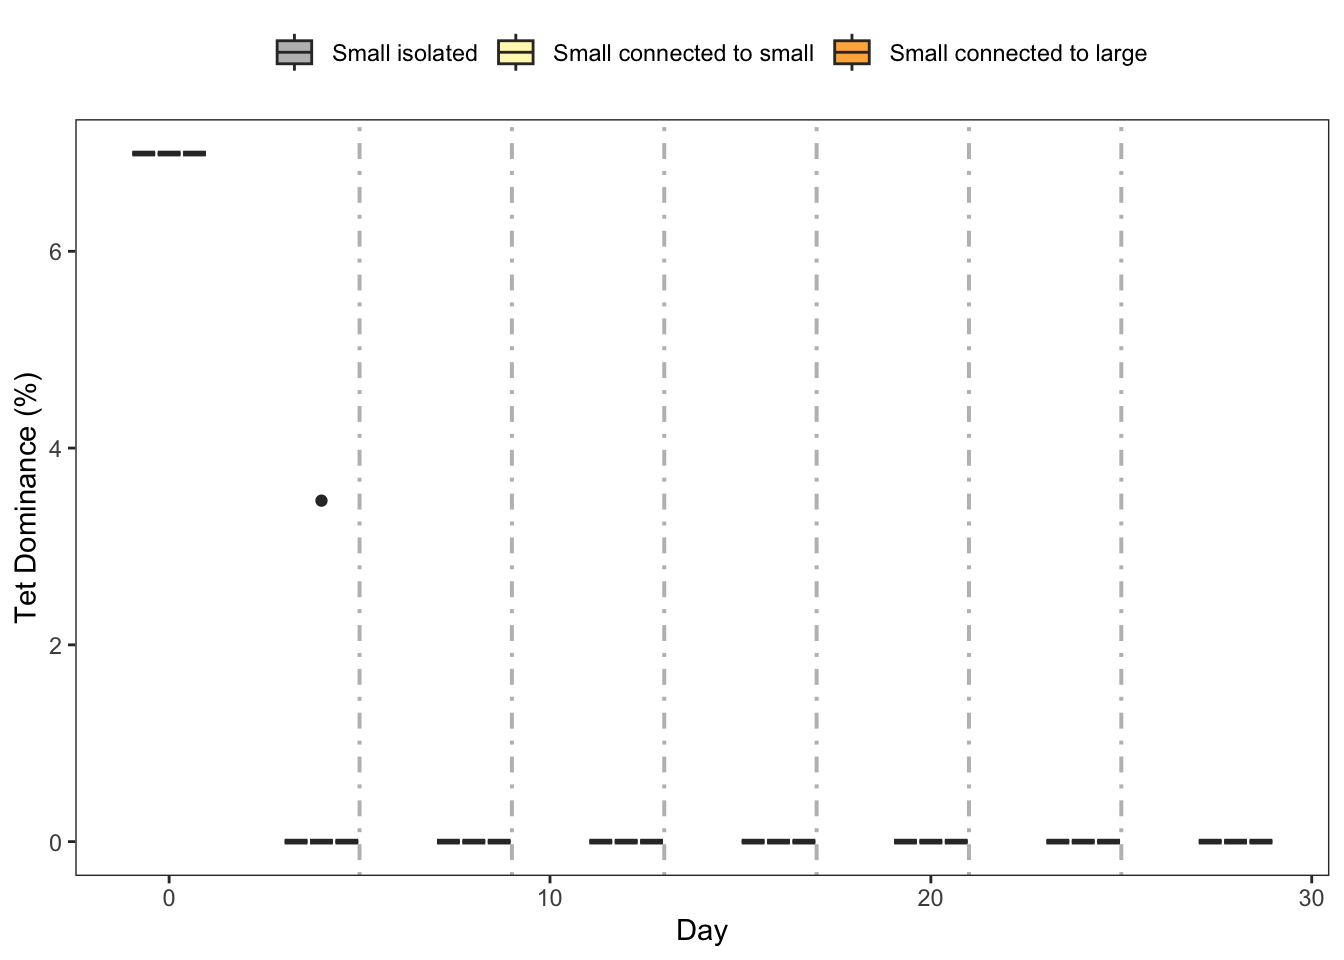 Small isolated Small connected to small Small connected to large
Tet Dominance (%)
6
4
2
0
0 10 20 30
Day